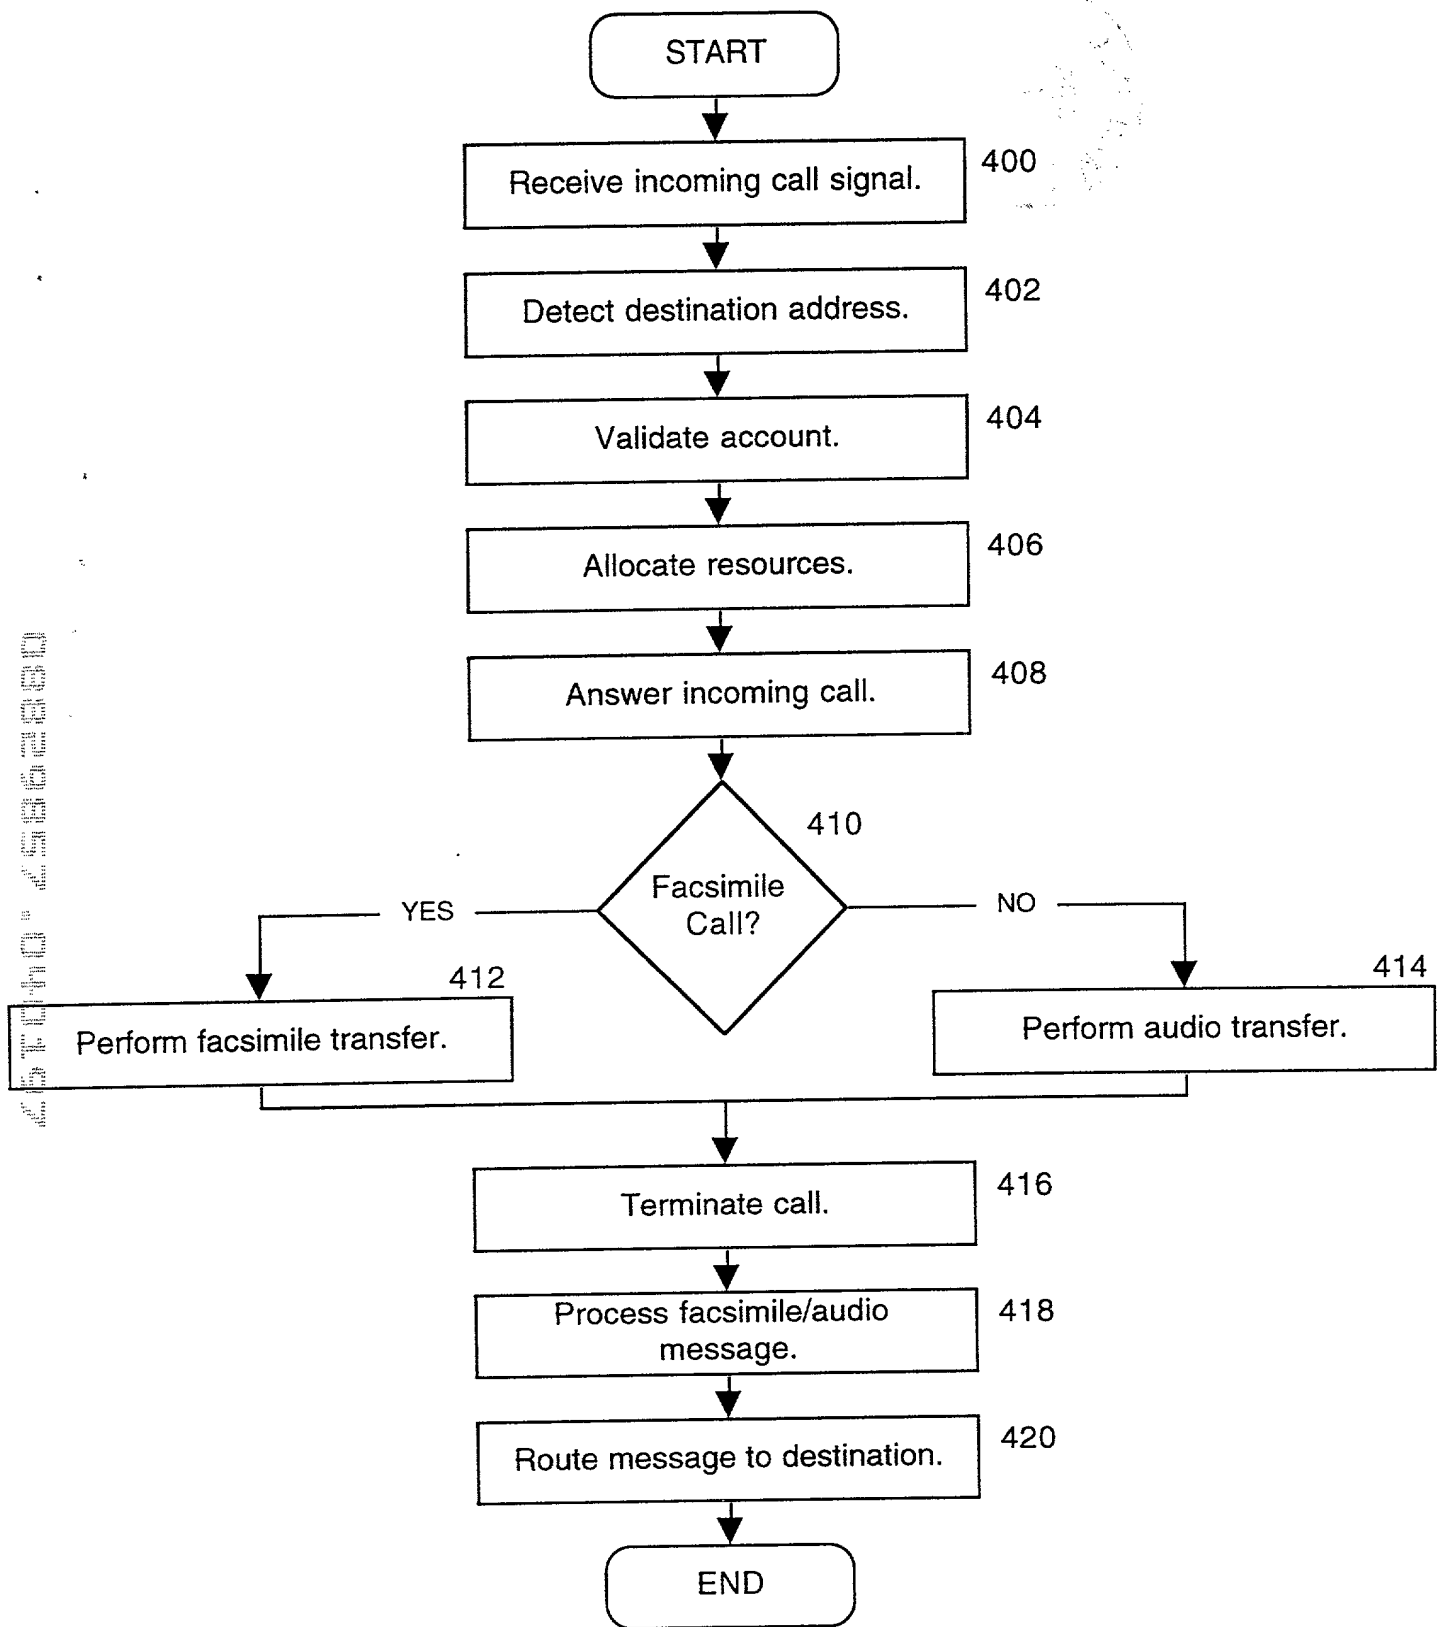 START
Receive incoming call signal.
400
Detect destination address.
402
Validate account.
404
Allocate resources.
406
Answer incoming call.
408
410
Facsimile
Call?
YES
NO
412
414
Perform facsimile transfer.
Perform audio transfer.
Terminate call.
416
Process facsimile/audio
message.
418
Route message to destination.
420
END